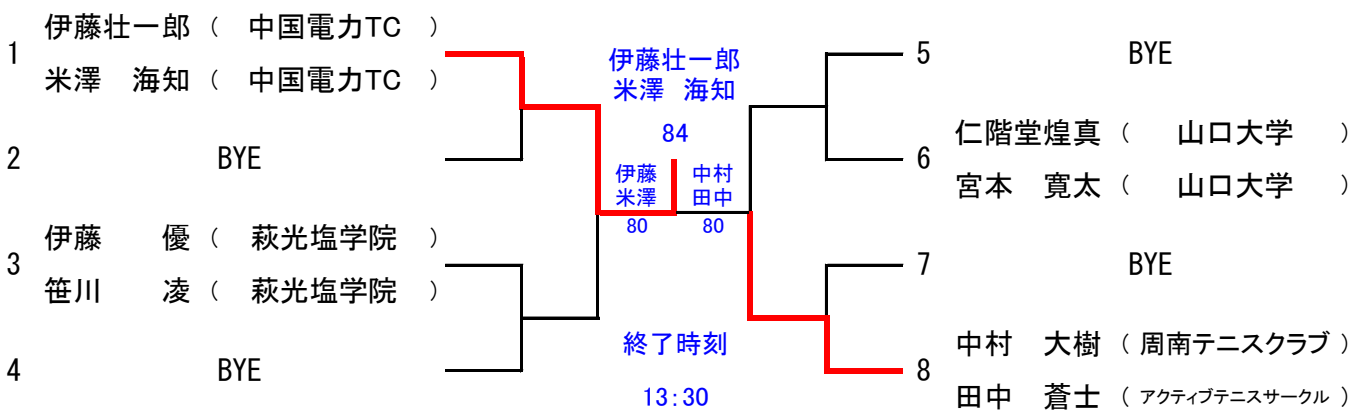 1
伊藤壮一郎 ( 中国電力TC )
米澤 海知 ( 中国電力TC )
2
BYE
3
伊藤 優 ( 萩光塩学院 )
笹川 凌 ( 萩光塩学院 )
4
BYE
伊藤壮一郎
米澤 海知
84
伊藤
米澤
80
中村
田中
80
終了時刻
13:30
5
BYE
6
仁階堂煌真 ( 山口大学 )
宮本 寛太 ( 山口大学 )
7
BYE
8
中村 大樹 ( 周南テニスクラブ )
田中 蒼士 ( アクティブテニスサークル )